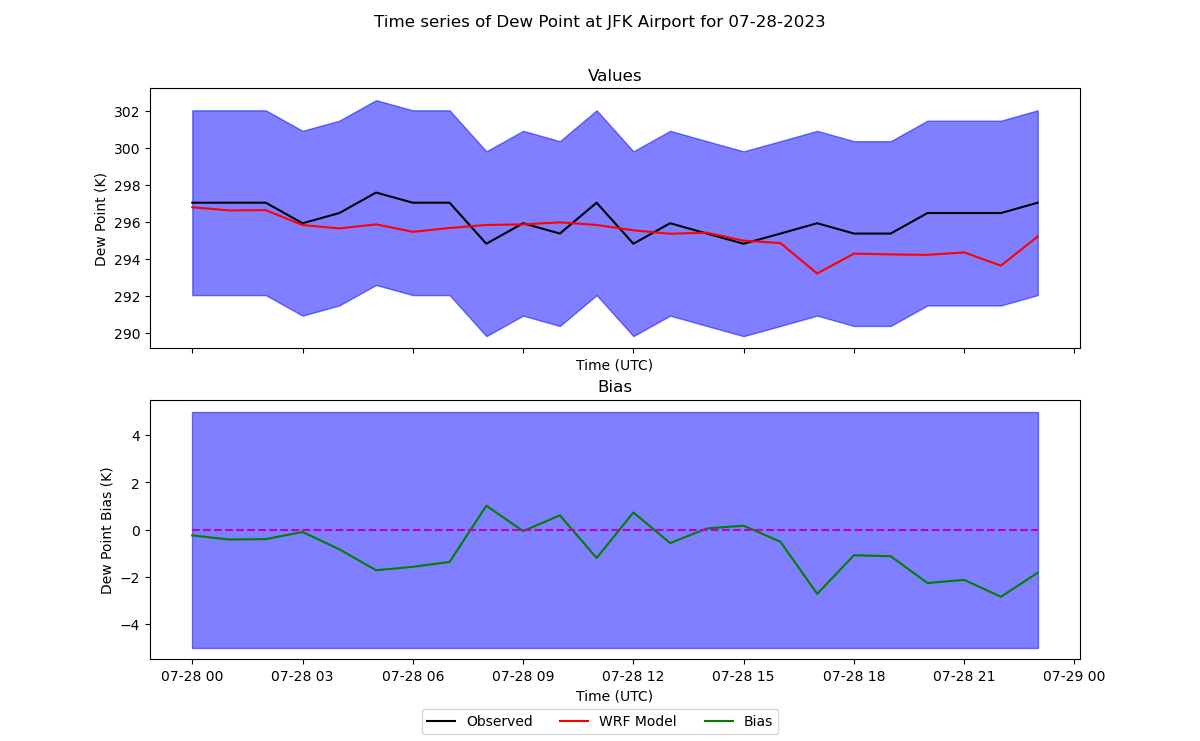 Time series of Dew Point at JFK Airport for 07-28-2023
Values
Dew Point (K)
302
300
298
296
294
292
290
Time (UTC)
Bias
Dew Point Bias (K)
4
2
0
−2
−4
07-28 00 07-28 03 07-28 06 07-28 09 07-28 12 07-28 15 07-28 18 07-28 21 07-29 00
Time (UTC)
Observed WRF Model Bias